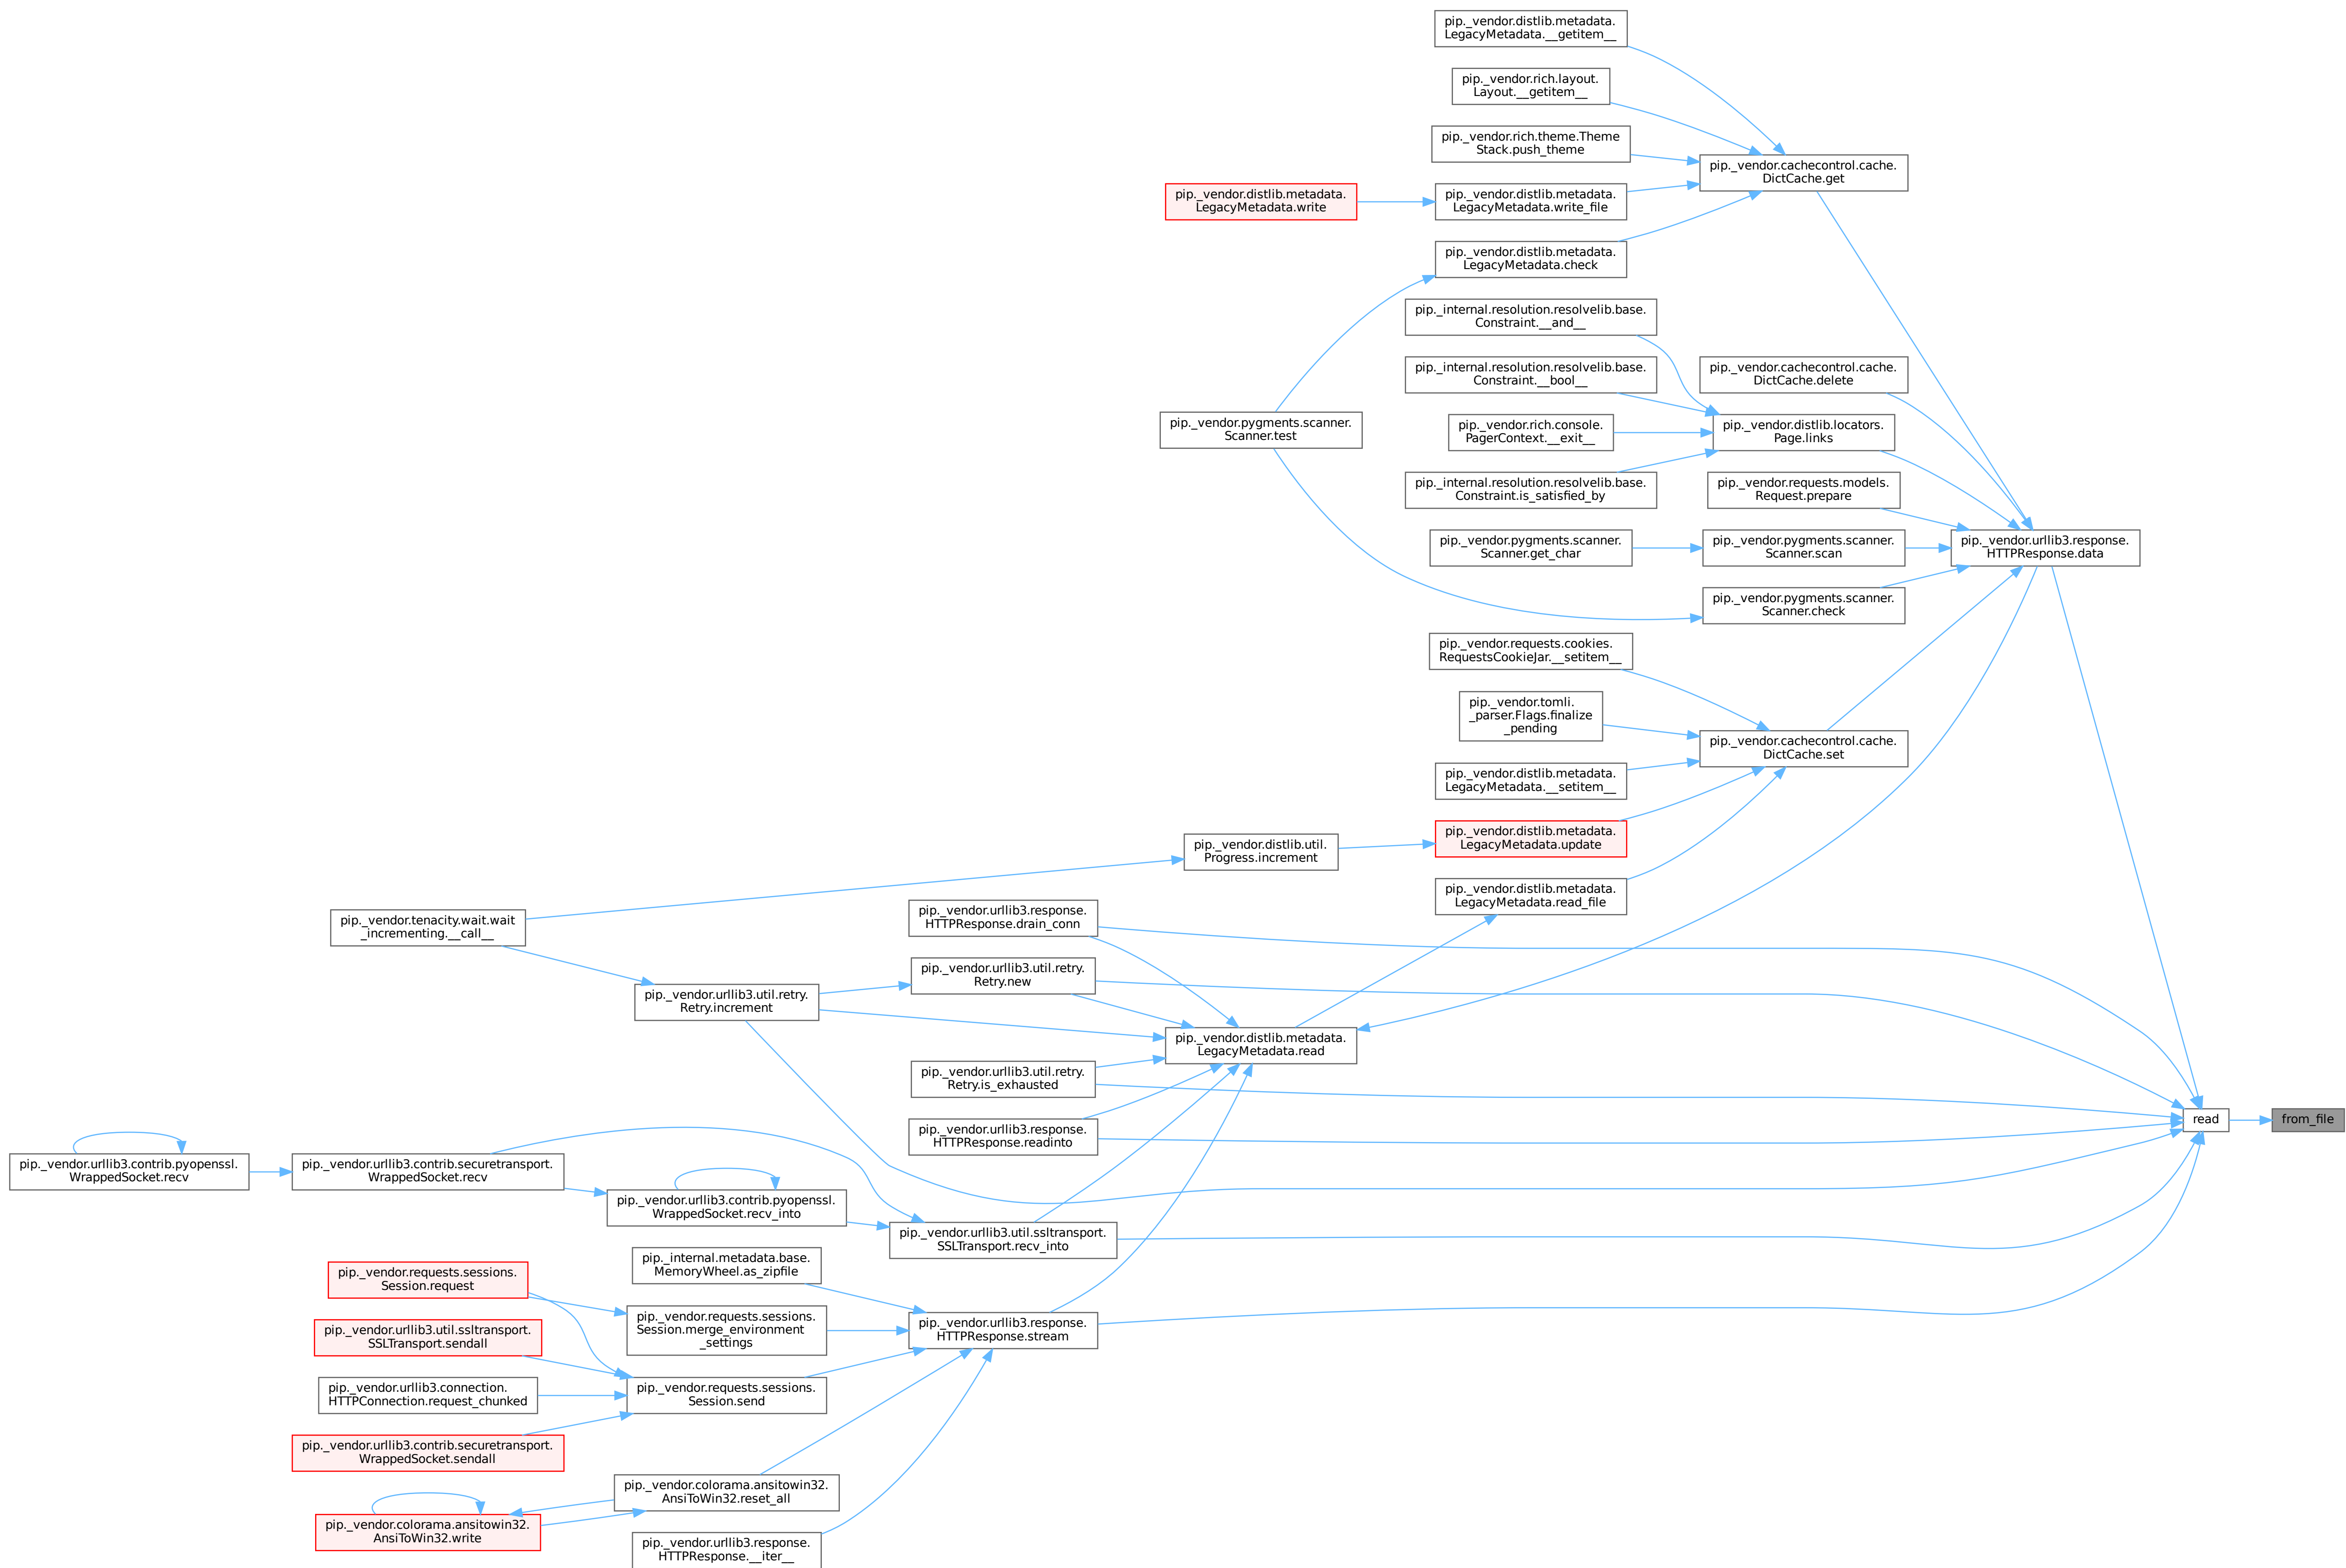 pip._vendor.distlib.metadata.
LegacyMetadata.__getitem__
pip._vendor.rich.layout.
Layout.__getitem__
pip._vendor.rich.theme.Theme
Stack.push_theme
pip._vendor.cachecontrol.cache.
DictCache.get
pip._vendor.distlib.metadata.
LegacyMetadata.write
pip._vendor.distlib.metadata.
LegacyMetadata.write_file
pip._vendor.distlib.metadata.
LegacyMetadata.check
pip._internal.resolution.resolvelib.base.
Constraint.__and__
pip._internal.resolution.resolvelib.base.
Constraint.__bool__
pip._vendor.cachecontrol.cache.
DictCache.delete
pip._vendor.pygments.scanner.
Scanner.test
pip._vendor.rich.console.
PagerContext.__exit__
pip._vendor.distlib.locators.
Page.links
pip._internal.resolution.resolvelib.base.
Constraint.is_satisfied_by
pip._vendor.requests.models.
Request.prepare
pip._vendor.pygments.scanner.
Scanner.get_char
pip._vendor.pygments.scanner.
Scanner.scan
pip._vendor.urllib3.response.
HTTPResponse.data
pip._vendor.pygments.scanner.
Scanner.check
pip._vendor.requests.cookies.
RequestsCookieJar.__setitem__
pip._vendor.tomli.
_parser.Flags.finalize
_pending
pip._vendor.cachecontrol.cache.
DictCache.set
pip._vendor.distlib.metadata.
LegacyMetadata.__setitem__
pip._vendor.distlib.util.
Progress.increment
pip._vendor.distlib.metadata.
LegacyMetadata.update
pip._vendor.distlib.metadata.
LegacyMetadata.read_file
pip._vendor.tenacity.wait.wait
_incrementing.__call__
pip._vendor.urllib3.response.
HTTPResponse.drain_conn
pip._vendor.urllib3.util.retry.
Retry.new
pip._vendor.urllib3.util.retry.
Retry.increment
pip._vendor.distlib.metadata.
LegacyMetadata.read
pip._vendor.urllib3.util.retry.
Retry.is_exhausted
pip._vendor.urllib3.response.
HTTPResponse.readinto
read
from_file
pip._vendor.urllib3.contrib.pyopenssl.
WrappedSocket.recv
pip._vendor.urllib3.contrib.securetransport.
WrappedSocket.recv
pip._vendor.urllib3.contrib.pyopenssl.
WrappedSocket.recv_into
pip._vendor.urllib3.util.ssltransport.
SSLTransport.recv_into
pip._internal.metadata.base.
MemoryWheel.as_zipfile
pip._vendor.requests.sessions.
Session.request
pip._vendor.requests.sessions.
Session.merge_environment
_settings
pip._vendor.urllib3.response.
HTTPResponse.stream
pip._vendor.urllib3.util.ssltransport.
SSLTransport.sendall
pip._vendor.urllib3.connection.
HTTPConnection.request_chunked
pip._vendor.requests.sessions.
Session.send
pip._vendor.urllib3.contrib.securetransport.
WrappedSocket.sendall
pip._vendor.colorama.ansitowin32.
AnsiToWin32.reset_all
pip._vendor.colorama.ansitowin32.
AnsiToWin32.write
pip._vendor.urllib3.response.
HTTPResponse.__iter__